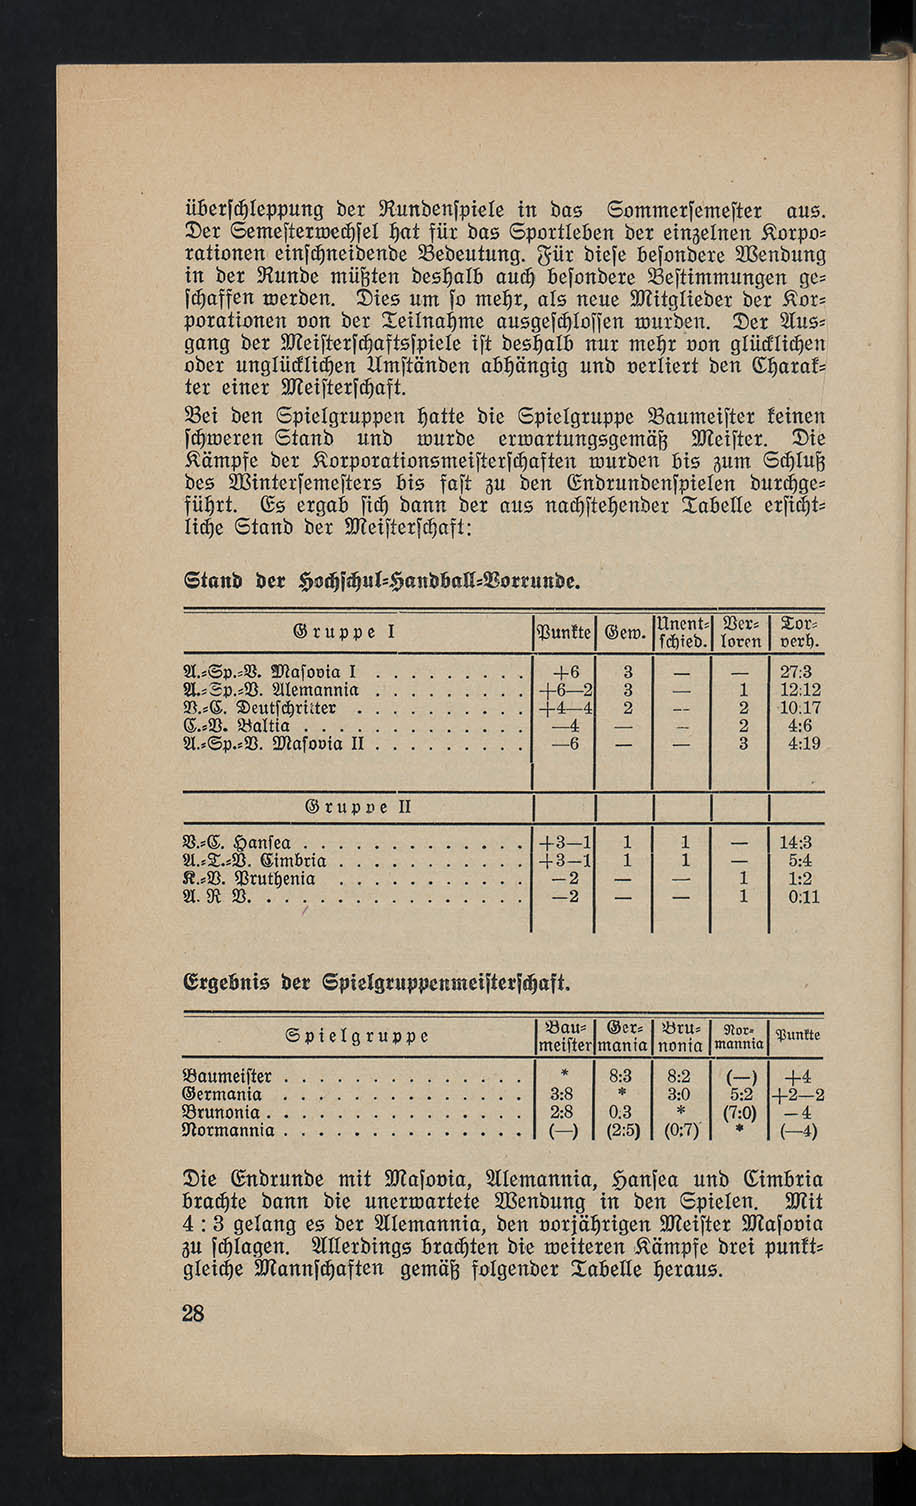 überschleppung der Rundenspiele in das Sommersemester aus.
Der Semesterwechsel hat für das Sportleben der einzelnen Korpo-
rationen einschneidende Bedeutung. Für diese besondere Wendung
in der Runde müßten deshalb auch besondere Bestimmungen ge-
schaffen werden. Dies um so mehr, als neue Mitglieder der Kor-
porationen von der Teilnahme ausgeschlossen wurden. Der Aus-
gang der Meisterschaftsspiele ist deshalb nur mehr von glücklichen
oder unglücklichen Umständen abhängig und verliert den Charak-
ter einer Meisterschaft.
Bei den Spielgruppen hatte die Spielgruppe Baumeister keinen
schweren Stand und wurde erwartungsgemäß Meister. Die
Kämpfe der Korporationsmeisterschaften wurden bis zum Schluß
des Wintersemesters bis fast zu den Endrundenspielen durchge-
führt. Es ergab sich dann der aus nachstehender Tabelle ersicht-
liche Stand der Meisterschaft:
Stand der Hochschul-Handball-Vorrunde.
Gruppe I Punkte Gew. Unent-schied. Ver-loren Tor-verh.
A.-Sp.-V. Masovia I . . . . . . . . . +6 3 — — 27:3
A.-Sp.-V. Alemannia . . . . . . . . . +6—2 3 — 1 12:12
V.-C. Deutschritter . . . . . . . . . . +4—4 2 — 2 10:17
C.-V. Baltia . . . . . . . . . . . . . —4 — — 2 4:6
A.-Sp.-V. Masovia II . . . . . . . . . —6 — — 3 4:19
Gruppe II
V.-C. Hansea . . . . . . . . . . . . . +3—1 1 1 — 14:3
A.-T.-V. Cimbria . . . . . . . . . . . +3—1 1 1 — 5:4
K.-V. Pruthenia . . . . . . . . . . . —2 — — 1 1:2
A. R V. . . . . . . . . . . . . . . . —2 — — 1 0:11
Ergebnis der Spielgruppenmeisterschaft.
Spielgruppe Bau-meister Ger-mania Bru-nonia Nor-mannia Punkte
Baumeister . . . . . . . . . . . . . . * 8:3 8:2 (—) +4
Germania . . . . . . . . . . . . . . 3:8 * 3:0 5:2 +2—2
Brunonia . . . . . . . . . . . . . . . 2:8 0.3 * (7:0) —4
Normannia . . . . . . . . . . . . . . (—) (2:5) (0:7) * (—4)
Die Endrunde mit Masovia, Alemannia, Hansea und Cimbria
brachte dann die unerwartete Wendung in den Spielen. Mit
4 : 3 gelang es der Alemannia, den vorjährigen Meister Masovia
zu schlagen. Allerdings brachten die weiteren Kämpfe drei punkt-
gleiche Mannschaften gemäß folgender Tabelle heraus.
28